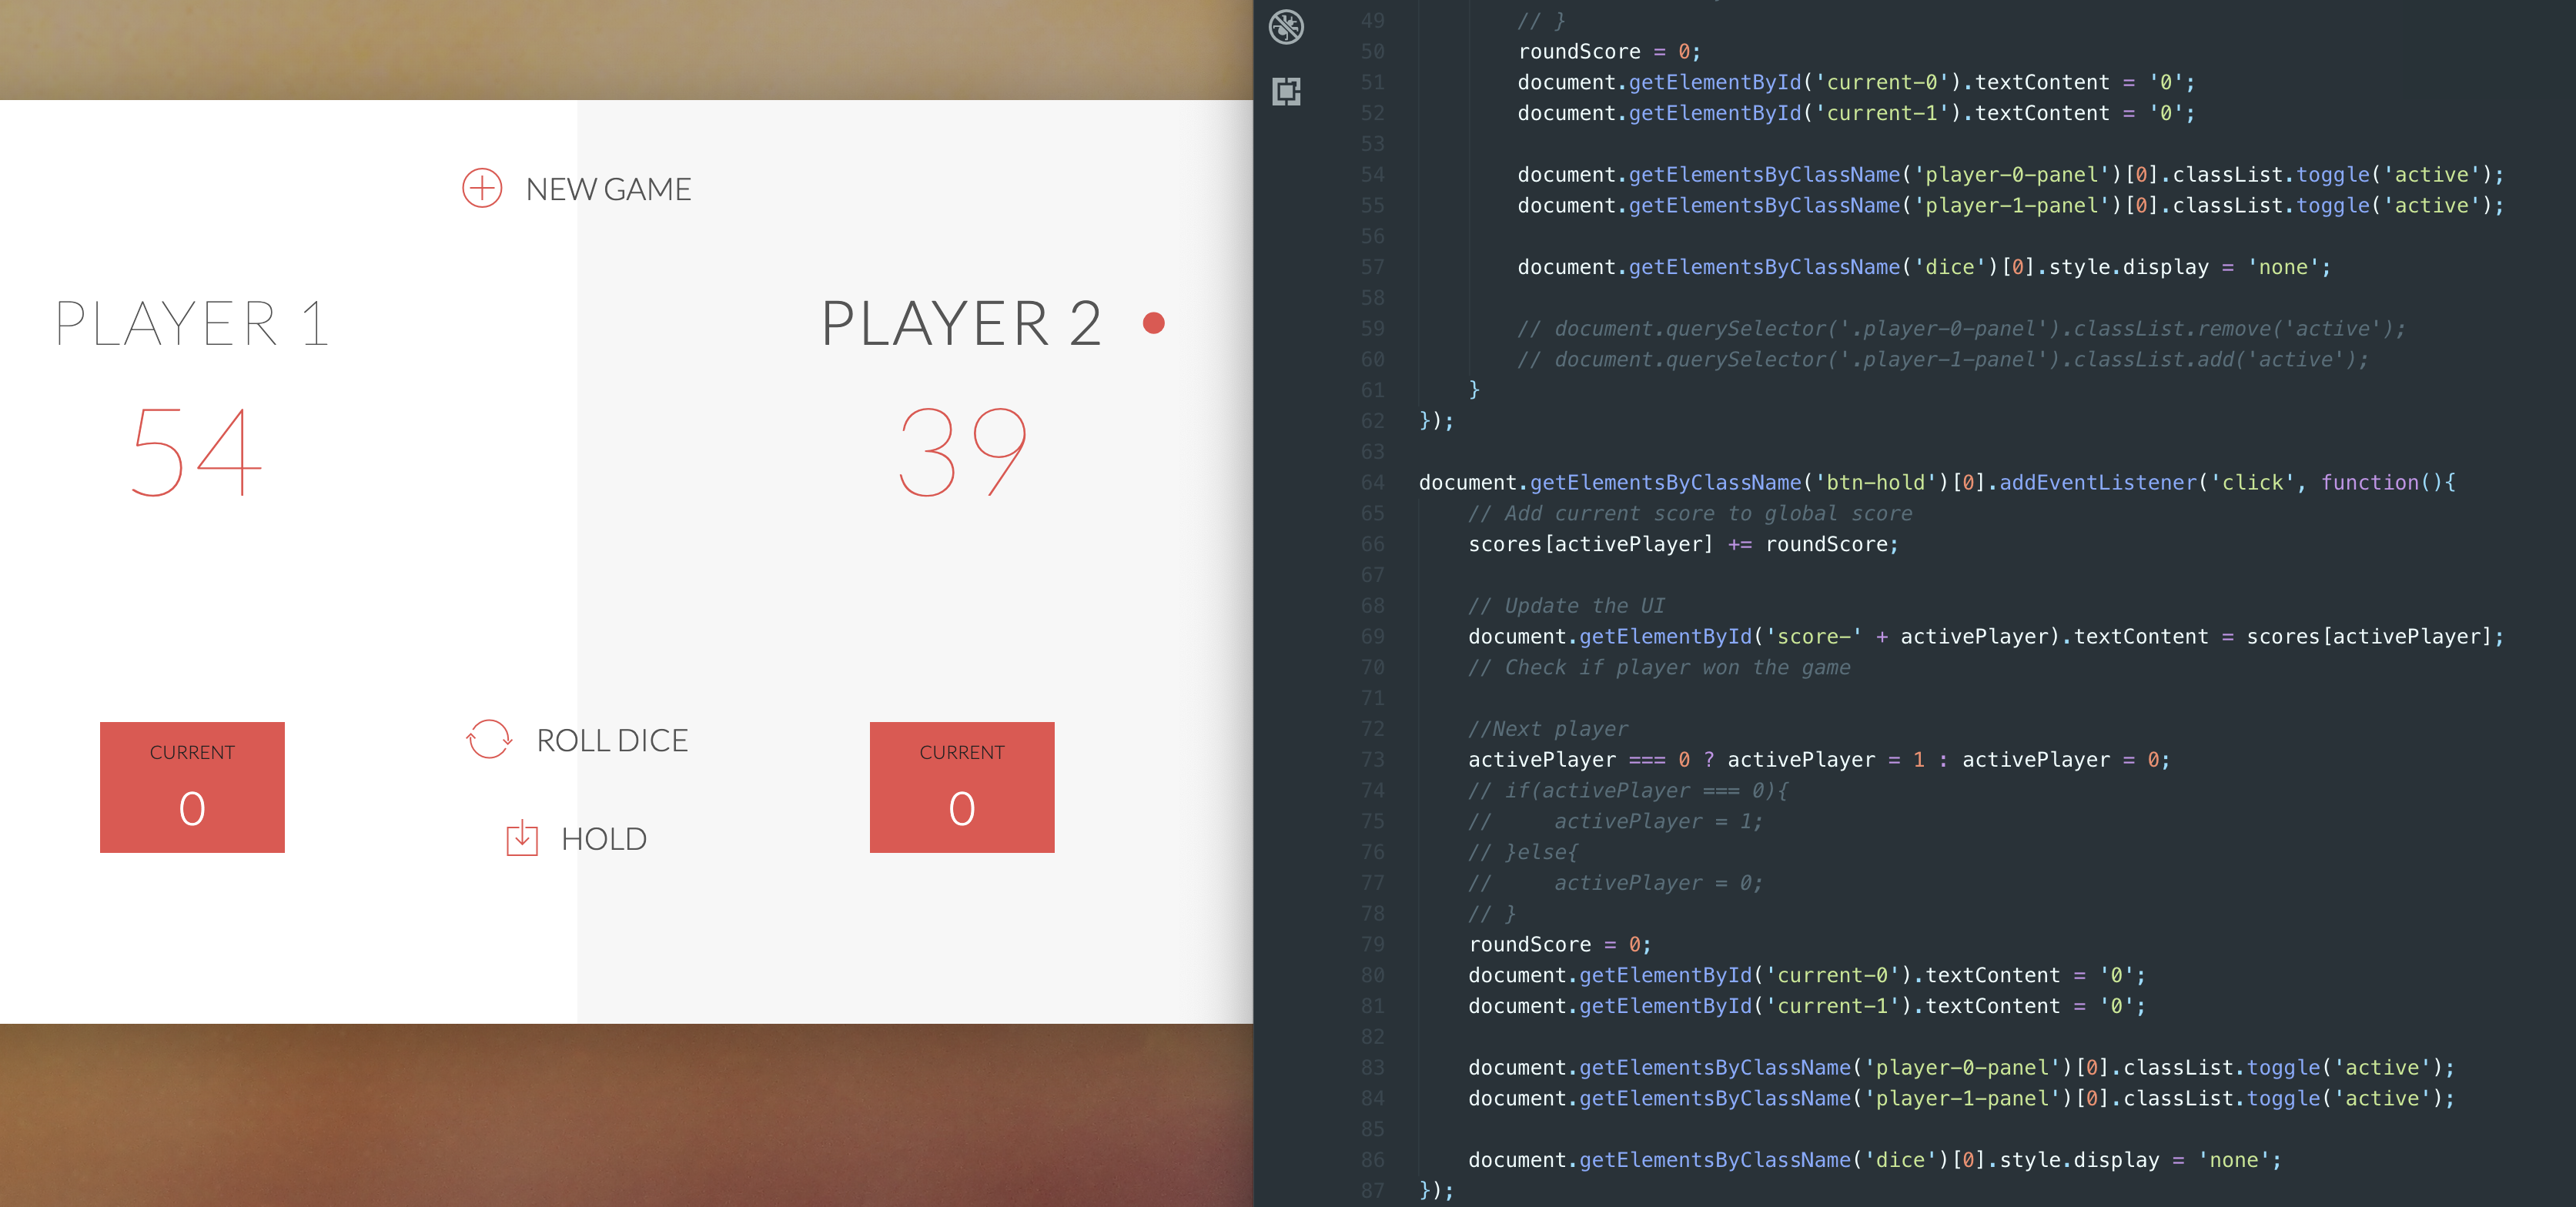 NEW GAME
PLAYER 1
PLAYER 2
54
39
ROLL DICE
CURRENT
0
CURRENT
0
HOLD
49 // }
50 roundScore = 0;
51 document.getElementById('current-0').textContent = '0';
52 document.getElementById('current-1').textContent = '0';
53
54 document.getElementsByClassName('player-0-panel')[0].classList.toggle('active');
55 document.getElementsByClassName('player-1-panel')[0].classList.toggle('active');
56
57 document.getElementsByClassName('dice')[0].style.display = 'none';
58
59 // document.querySelector('.player-0-panel').classList.remove('active');
60 // document.querySelector('.player-1-panel').classList.add('active');
61 }
62 });
63
64 document.getElementsByClassName('btn-hold')[0].addEventListener('click', function(){
65 // Add current score to global score
66 scores[activePlayer] += roundScore;
67
68 // Update the UI
69 document.getElementById('score-' + activePlayer).textContent = scores[activePlayer];
70 // Check if player won the game
71
72 //Next player
73 activePlayer === 0 ? activePlayer = 1 : activePlayer = 0;
74 // if(activePlayer === 0){
75 //     activePlayer = 1;
76 // }else{
77 //     activePlayer = 0;
78 // }
79 roundScore = 0;
80 document.getElementById('current-0').textContent = '0';
81 document.getElementById('current-1').textContent = '0';
82
83 document.getElementsByClassName('player-0-panel')[0].classList.toggle('active');
84 document.getElementsByClassName('player-1-panel')[0].classList.toggle('active');
85
86 document.getElementsByClassName('dice')[0].style.display = 'none';
87 });